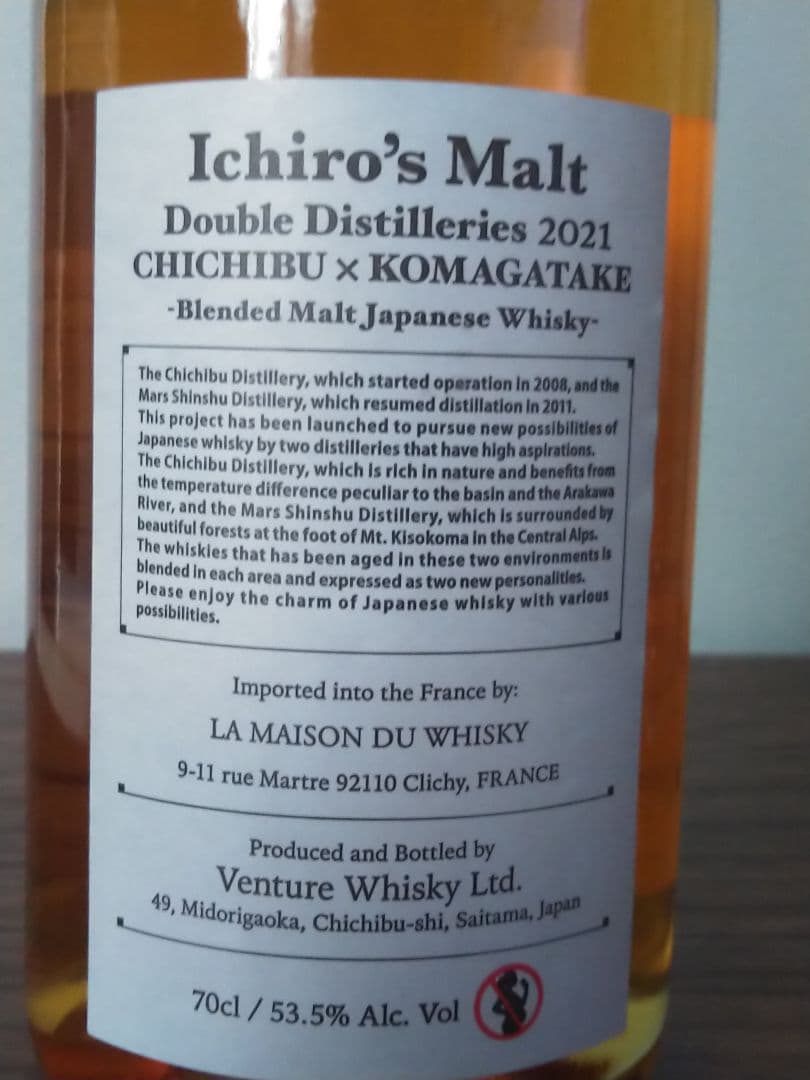 Ichiro's Malt
Double Distilleries 2021
CHICHIBU × KOMAGATAKE
-Blended Malt Japanese Whisky-
The Chichibu Distillery, which started operation in 2008, and the
Mars Shinshu Distillery, which resumed distillation in 2011.
This project has been launched to pursue new possibilities of
Japanese whisky by two distilleries that have high aspirations.
The Chichibu Distillery, which is rich in nature and benefits from
the temperature difference peculiar to the basin and the Arakawa
River, and the Mars Shinshu Distillery, which is surrounded by
beautiful forests at the foot of Mt. Kisokoma in the Central Alps.
The whiskies that has been aged in these two environments is
blended in each area and expressed as two new personalities.
Please enjoy the charm of Japanese whisky with various
possibilities.
Imported into the France by:
LA MAISON DU WHISKY
9-11 rue Martre 92110 Clichy, FRANCE
Produced and Bottled by
Venture Whisky Ltd.
49, Midorigaoka, Chichibu-shi, Saitama, Japan
70cl / 53.5% Alc. Vol